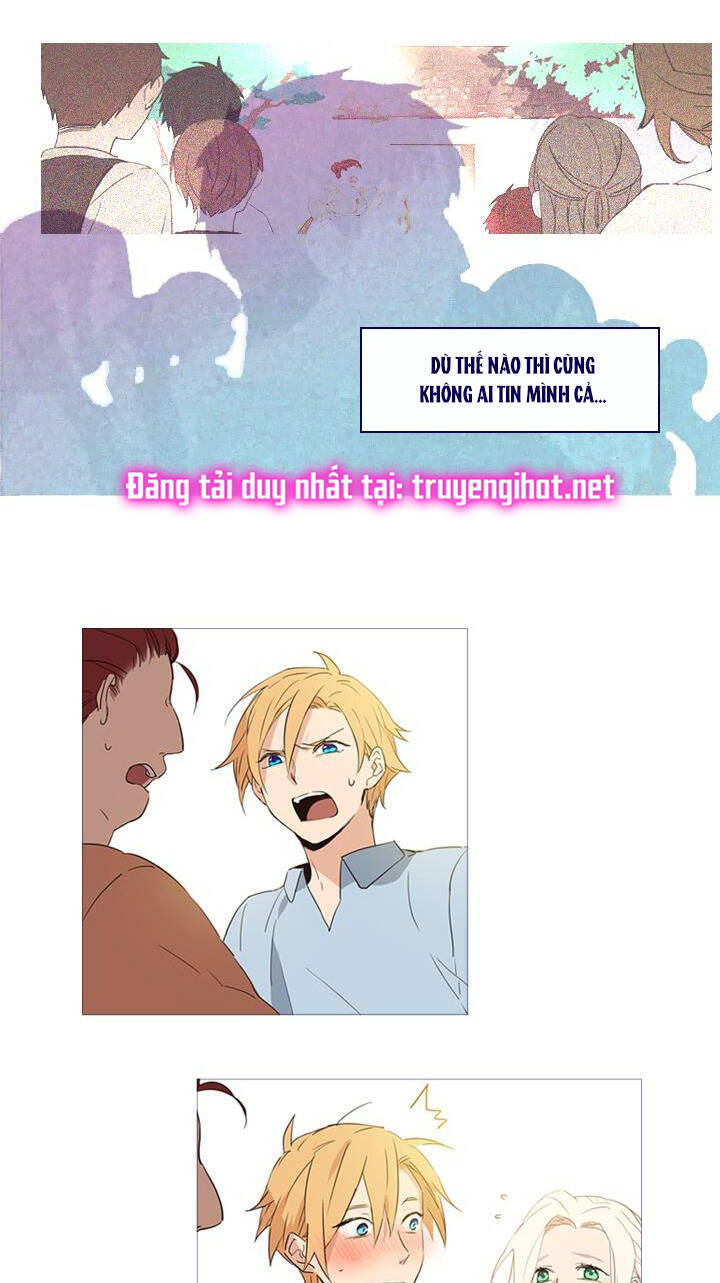 DÙ THẾ NÀO THÌ CŨNG
KHÔNG AI TIN MÌNH CẢ...
Đăng tải duy nhất tại: truyengihot.net